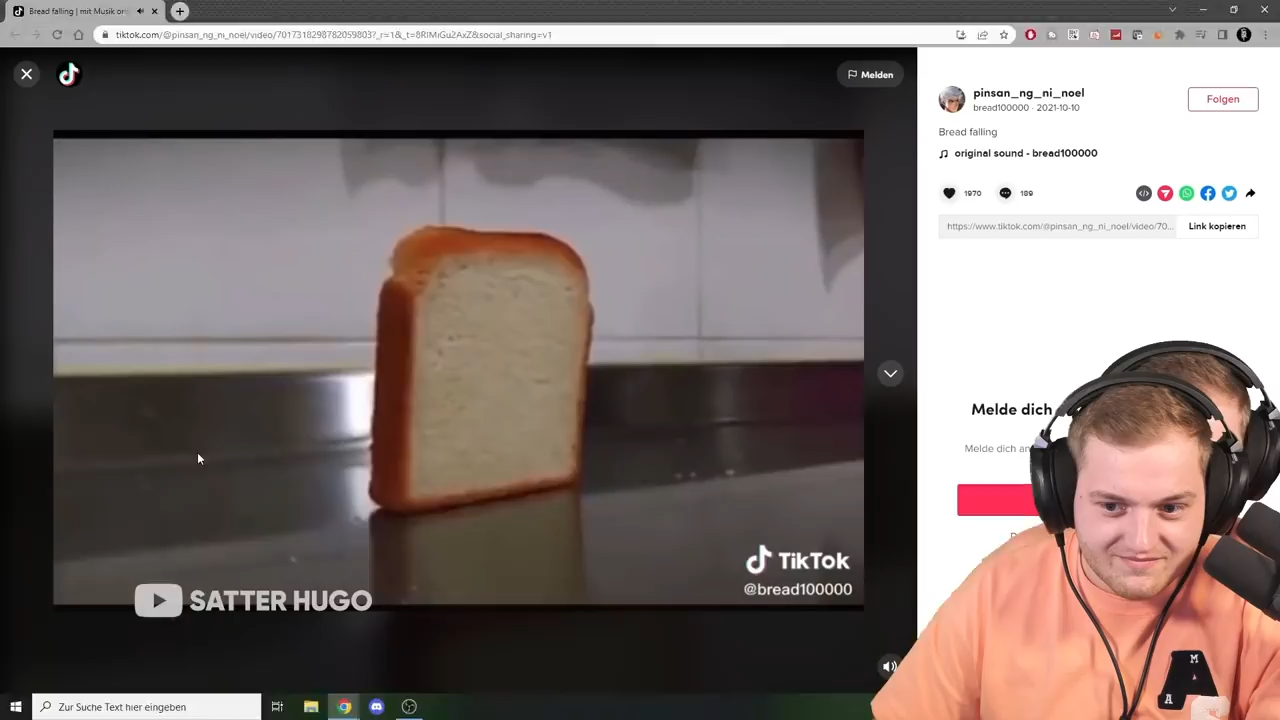 Bread falling | mit Musik ori
tiktok.com/@pinsan_ng_ni_noel/video/7017318298782059803?_r=1&_t=8RlMiGu2AxZ&social_sharing=v1
Melden
pinsan_ng_ni_noel
bread100000 · 2021-10-10
Folgen
Bread falling
original sound - bread100000
1970
189
https://www.tiktok.com/@pinsan_ng_ni_noel/video/70...
Link kopieren
Melde dich
Melde dich an
TikTok
@bread100000
SATTER HUGO
M
A
Zur Suche Text hier eingeben